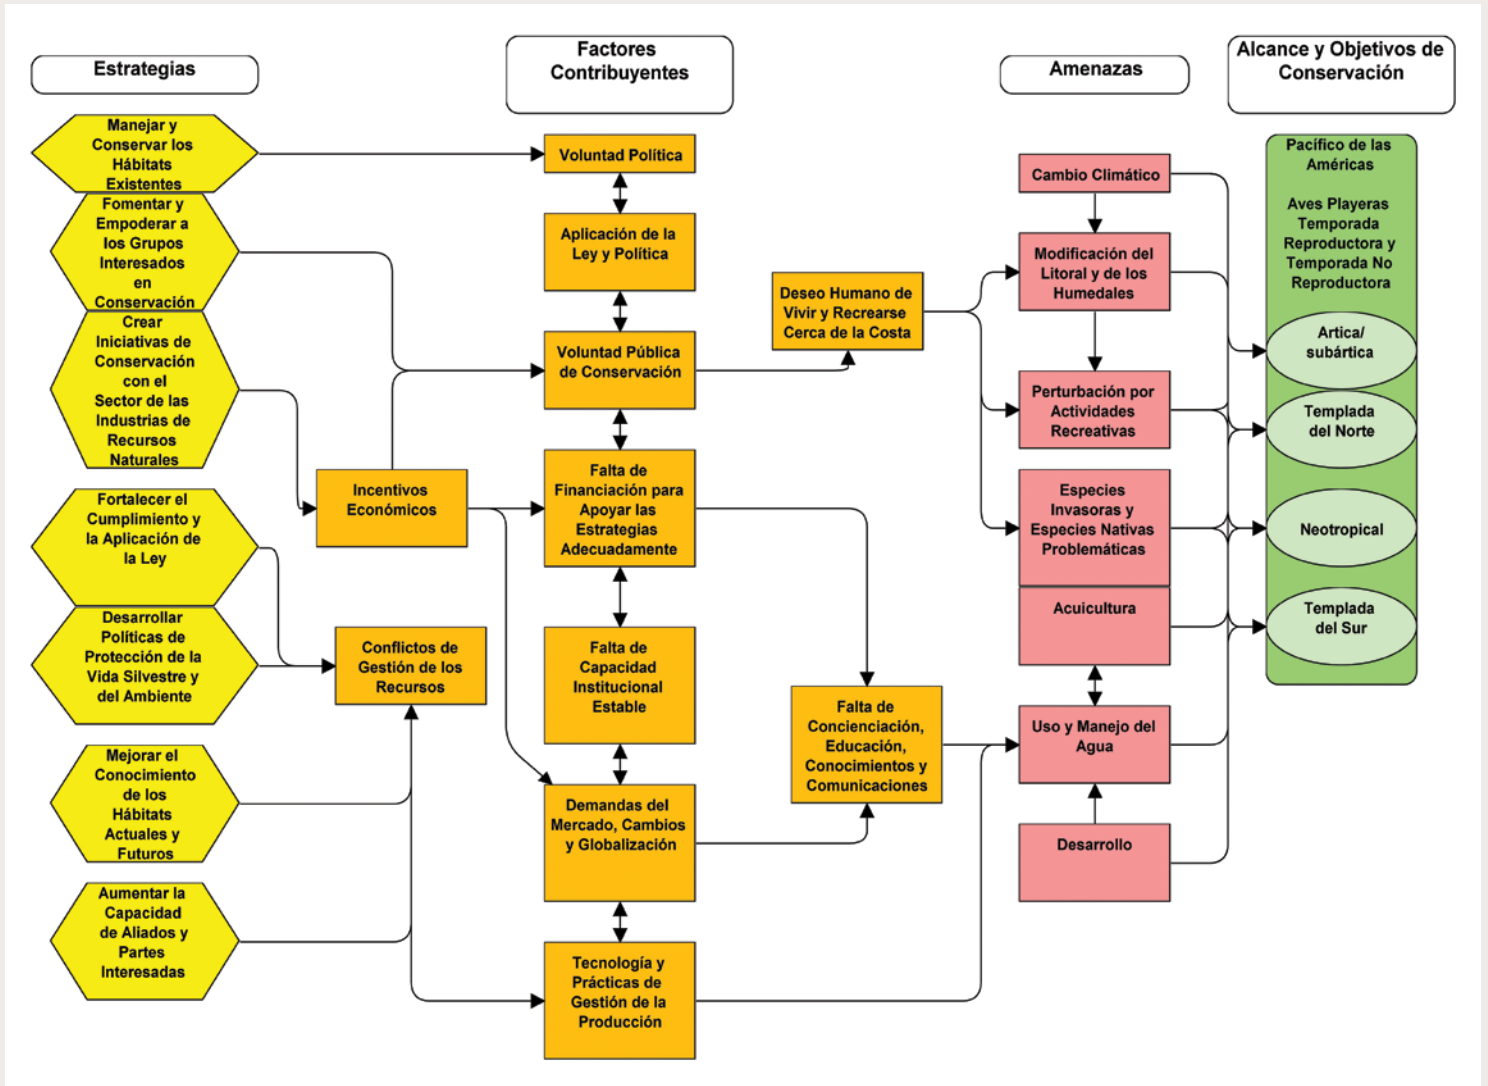 Estrategias
Factores
Contribuyentes
Amenazas
Alcance y Objetivos de
Conservación
Manejar y
Conservar los
Hábitats
Existentes
Fomentar y
Empoderar a
los Grupos
Interesados
en
Conservación
Crear
Iniciativas de
Conservación
con el
Sector de las
Industrias de
Recursos
Naturales
Fortalecer el
Cumplimiento y
la Aplicación de
la Ley
Desarrollar
Políticas de
Protección de la
Vida Silvestre y
del Ambiente
Mejorar el
Conocimiento
de los
Hábitats
Actuales y
Futuros
Aumentar la
Capacidad
de Aliados y
Partes
Interesadas
Incentivos
Económicos
Conflictos de
Gestión de los
Recursos
Voluntad Política
Aplicación de la
Ley y Política
Voluntad Pública
de Conservación
Falta de
Financiación para
Apoyar las
Estrategias
Adecuadamente
Falta de
Capacidad
Institucional
Estable
Demandas del
Mercado, Cambios
y Globalización
Tecnología y
Prácticas de
Gestión de la
Producción
Deseo Humano de
Vivir y Recrearse
Cerca de la Costa
Falta de
Concienciación,
Educación,
Conocimientos y
Comunicaciones
Cambio Climático
Modificación del
Litoral y de los
Humedales
Perturbación por
Actividades
Recreativas
Especies
Invasoras y
Especies Nativas
Problemáticas
Acuicultura
Uso y Manejo del
Agua
Desarrollo
Pacífico de las
Américas
Aves Playeras
Temporada
Reproductora y
Temporada No
Reproductora
Artica/
subártica
Templada
del Norte
Neotropical
Templada
del Sur